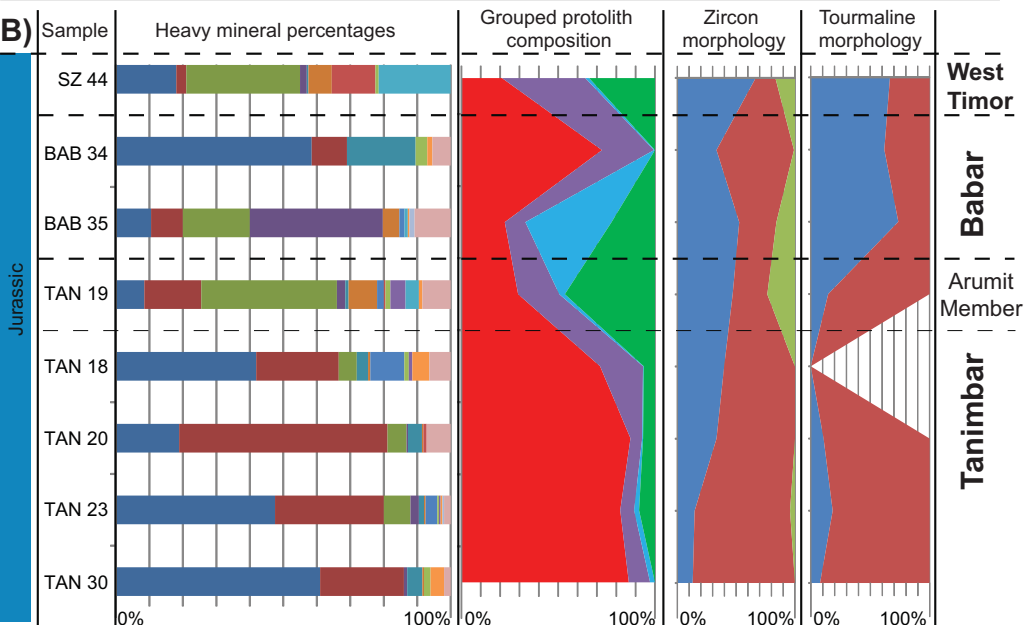 B)
Sample
Heavy mineral percentages
Grouped protolith
composition
Zircon
morphology
Tourmaline
morphology
Jurassic
SZ 44
West
Timor
BAB 34
Babar
BAB 35
TAN 19
Arumit
Member
TAN 18
Tanimbar
TAN 20
TAN 23
TAN 30
0% 100%
0% 100%
0% 100%
0% 100%